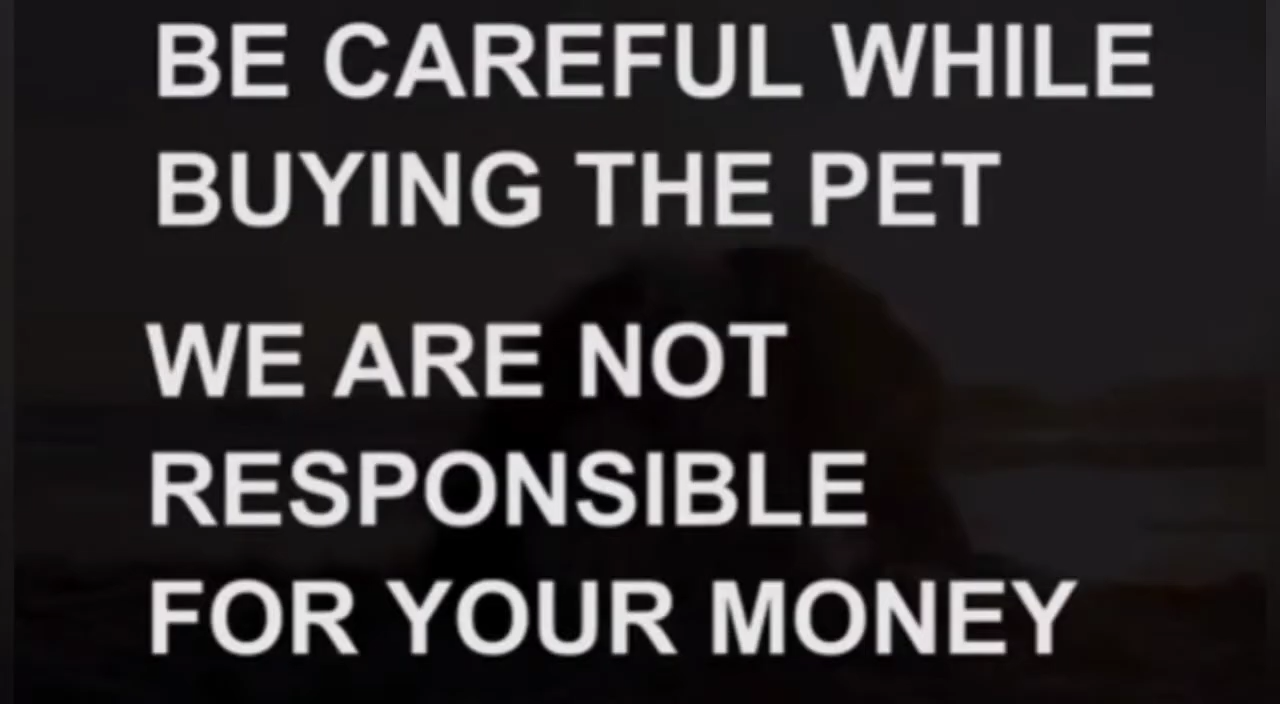 BE CAREFUL WHILE
BUYING THE PET
WE ARE NOT
RESPONSIBLE
FOR YOUR MONEY